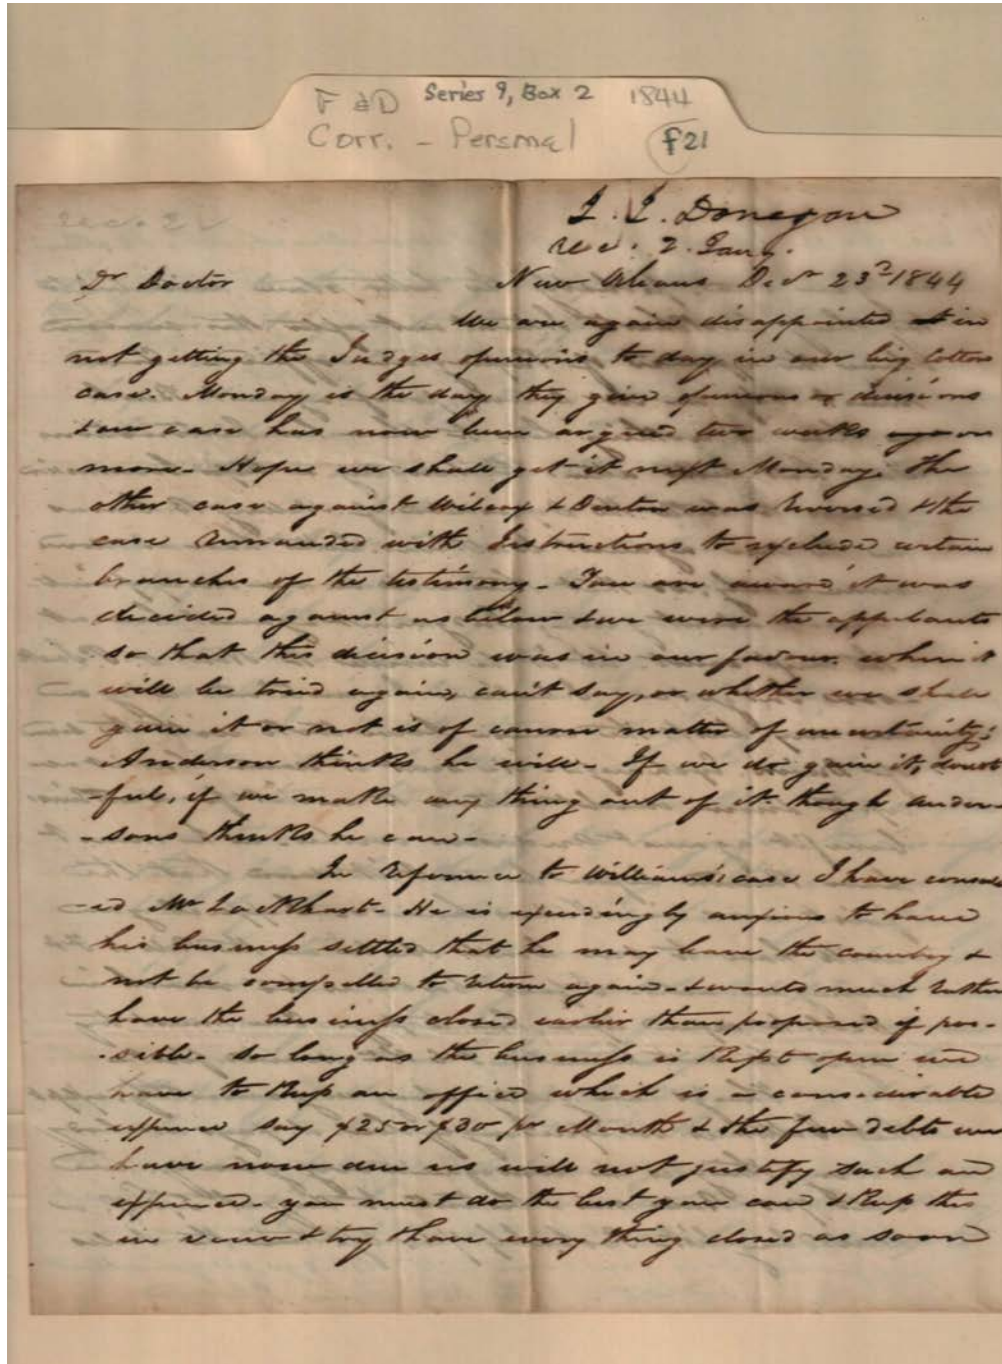 F & D Series 9, Box 2 1844
Corr. - Personal f21
J. J. Donegan
Rec. 2. Jany.
Dr Doctor New Orleans Decr 23d 1844
We are again disappointed in
not getting the Judges opinions to day in our big Cotton
case. Monday is the day they give opinions or decisions
& our case has now been argued two weeks or
more- Hope we shall get it next Monday. The
other case against Wilcox & Denton was reversed & the
case remanded with Instructions to exclude certain
branches of the testimony- You are aware it was
decided against us below & we were the appellants
so that this decision was in our favour. when it
will be tried again, can't say, or whether we shall
gain it or not is of course matter of uncertainty;
Anderson thinks he will- If we do gain it, doubt
-ful, if we make any thing out of it. though Ander-
-sons thinks he can-
In reference to Williams' case I have consult
-ed Mr Lockhart- He is exceedingly anxious to have
his business settled that he may leave the country &
not be compelled to return again- & wants much rather
have the business closed earlier than proposed if pos-
-sible- So long as the business is Kept open we
have to Keep an office which is a considerable
expence say $25 or $30 pr Month & the few debts we
have now due us will not justify such an
expence- you must do the best you can & Keep this
in view & try & have every thing closed as soon